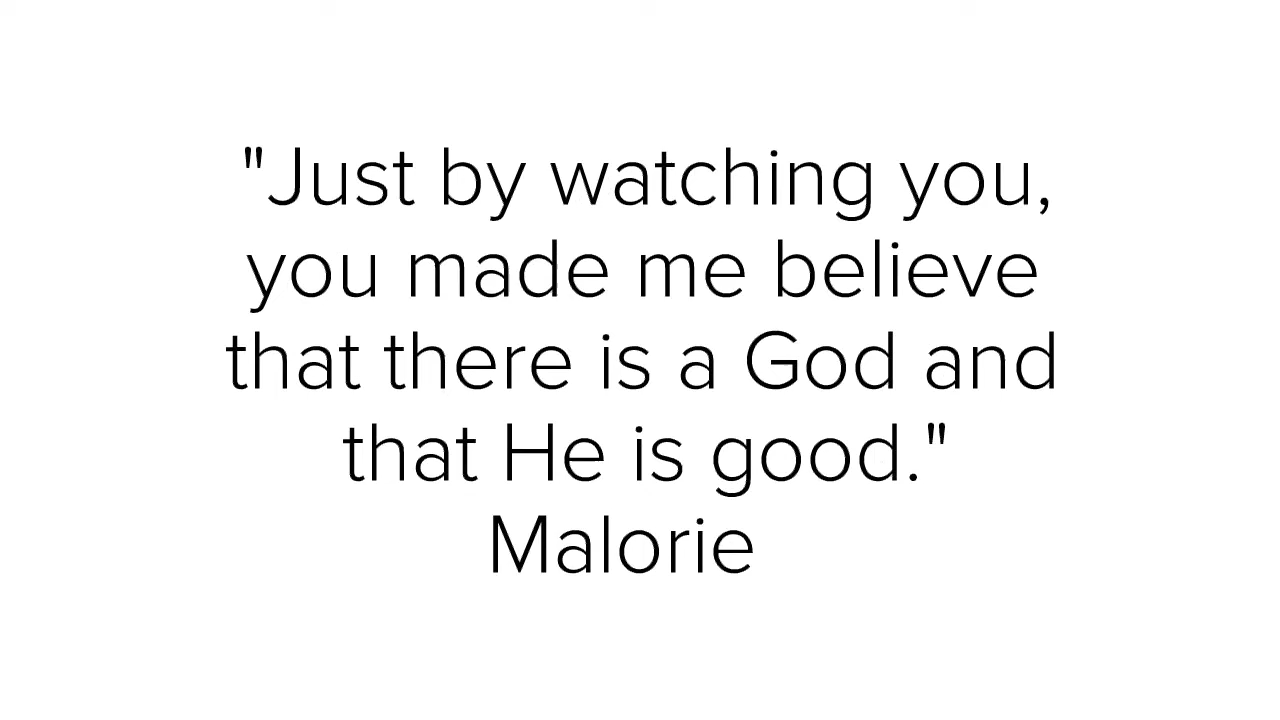 "Just by watching you,
you made me believe
that there is a God and
that He is good."
Malorie